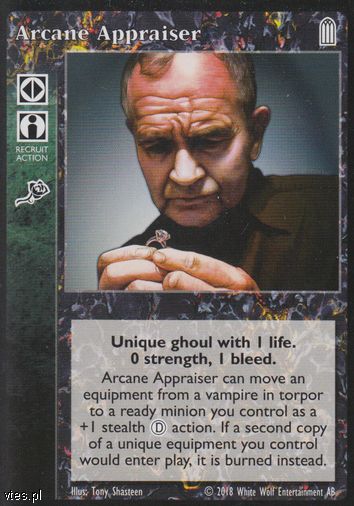 Arcane Appraiser
RECRUIT
ACTION
Unique ghoul with 1 life.
0 strength, 1 bleed.
Arcane Appraiser can move an
equipment from a vampire in torpor
to a ready minion you control as a
+1 stealth Ⓓ action. If a second copy
of a unique equipment you control
would enter play, it is burned instead.
Illus: Tony Shasteen © 2018 White Wolf Entertainment AB
vtes.pl